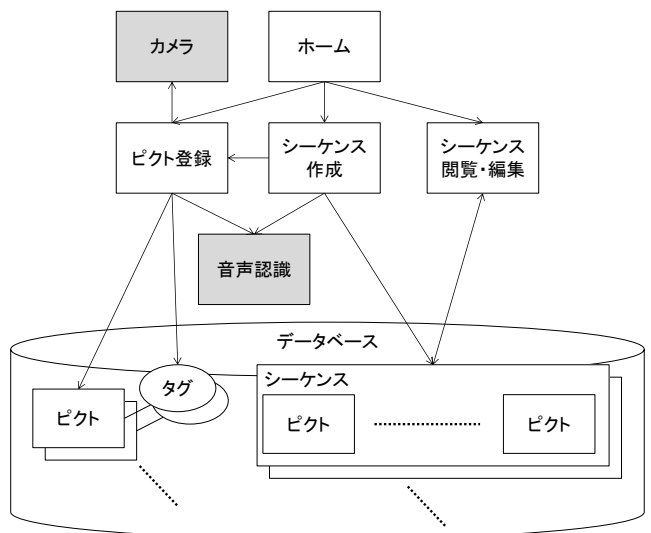 カメラ
ホーム
ピクト登録
シーケンス
作成
シーケンス
閲覧・編集
音声認識
データベース
シーケンス
タグ
ピクト
ピクト
ピクト